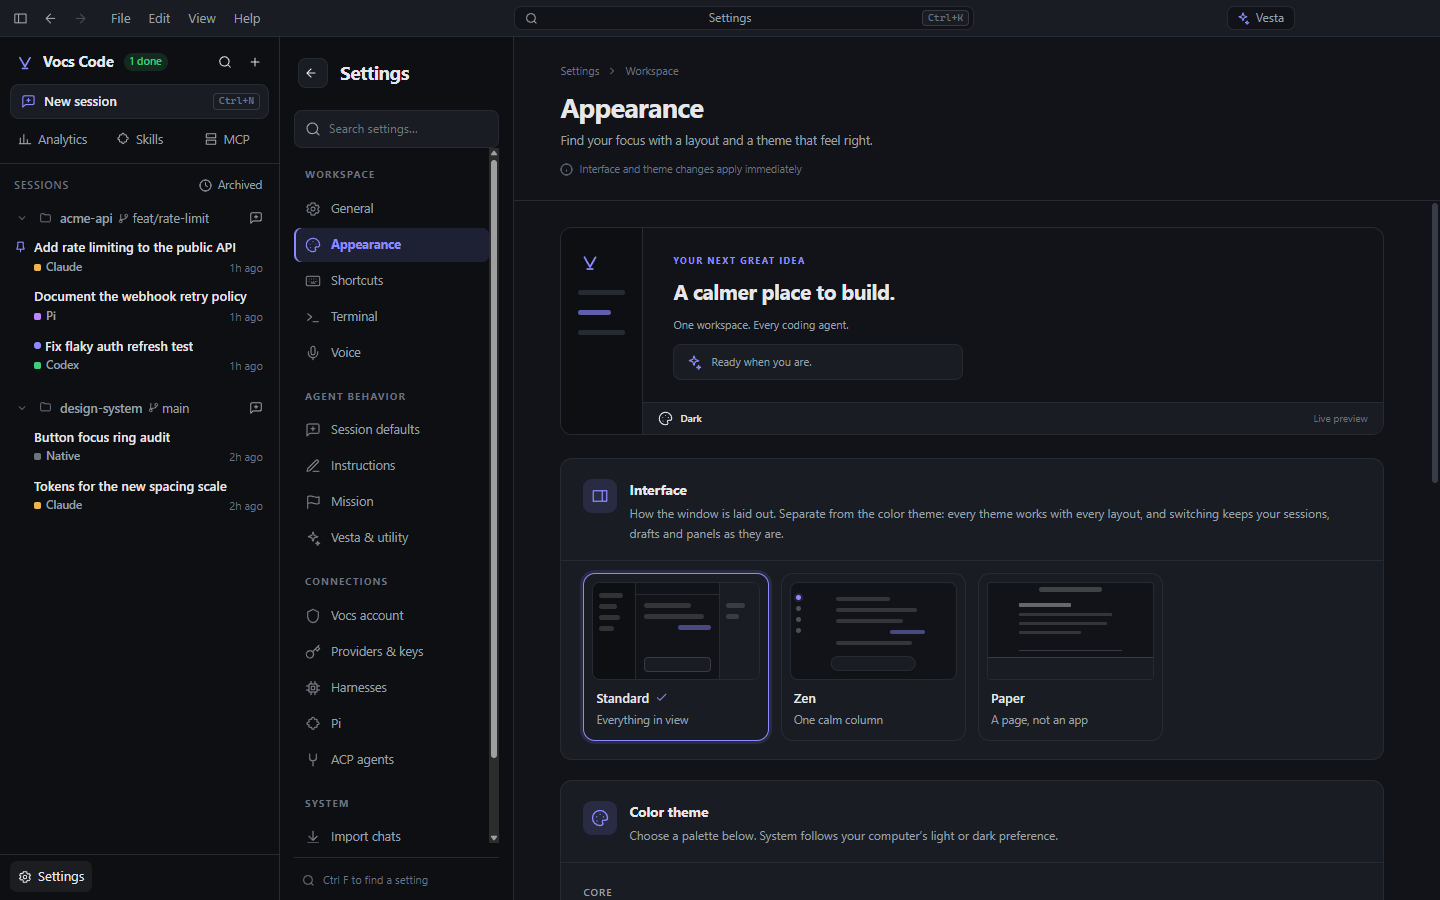 File Edit View Help
Settings
Ctrl+K
Vesta
Vocs Code
1 done
New session
Ctrl+N
Analytics
Skills
MCP
SESSIONS
Archived
acme-api
feat/rate-limit
Add rate limiting to the public API
Claude
1h ago
Document the webhook retry policy
Pi
1h ago
Fix flaky auth refresh test
Codex
1h ago
design-system
main
Button focus ring audit
Native
2h ago
Tokens for the new spacing scale
Claude
2h ago
Settings
Settings
Search settings...
WORKSPACE
General
Appearance
Shortcuts
Terminal
Voice
AGENT BEHAVIOR
Session defaults
Instructions
Mission
Vesta & utility
CONNECTIONS
Vocs account
Providers & keys
Harnesses
Pi
ACP agents
SYSTEM
Import chats
Ctrl F to find a setting
Settings > Workspace
Appearance
Find your focus with a layout and a theme that feel right.
Interface and theme changes apply immediately
YOUR NEXT GREAT IDEA
A calmer place to build.
One workspace. Every coding agent.
Ready when you are.
Dark
Live preview
Interface
How the window is laid out. Separate from the color theme: every theme works with every layout, and switching keeps your sessions,
drafts and panels as they are.
Standard
Everything in view
Zen
One calm column
Paper
A page, not an app
Color theme
Choose a palette below. System follows your computer's light or dark preference.
CORE